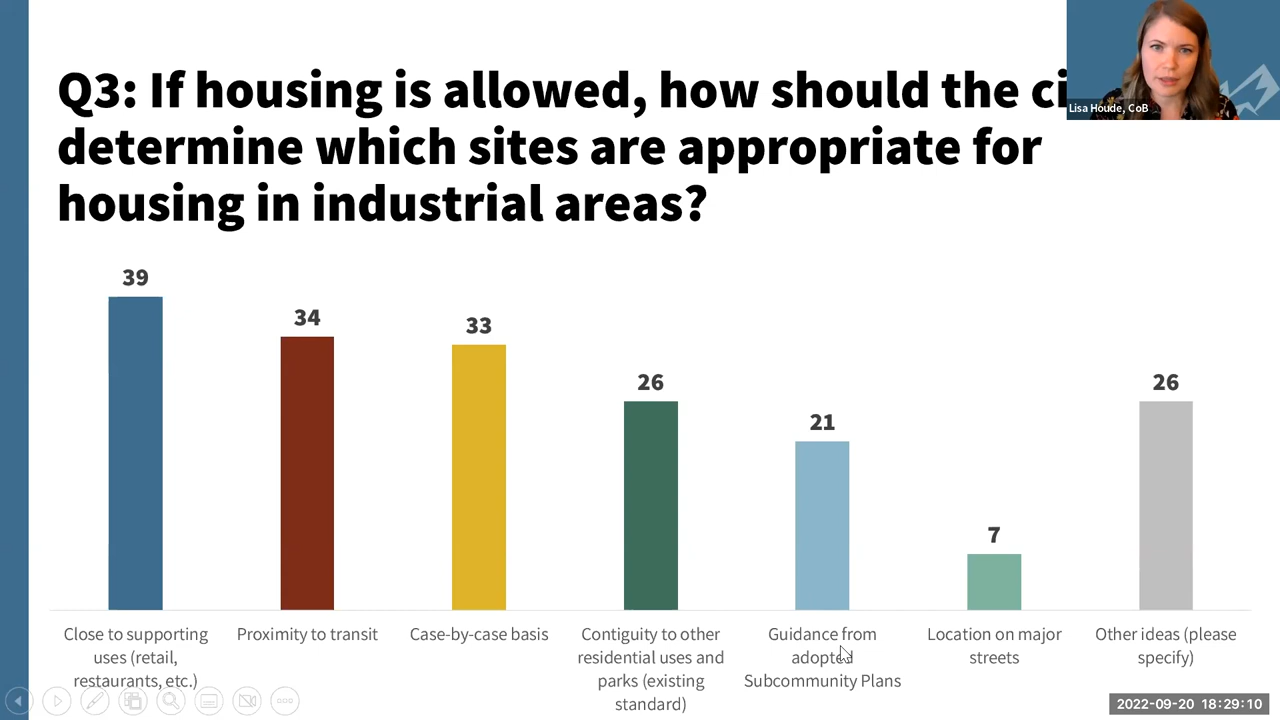 Q3: If housing is allowed, how should the ci
determine which sites are appropriate for
housing in industrial areas?
Lisa Houde, CoB
39
34
33
26
21
7
26
Close to supporting
uses (retail,
restaurants, etc.)
Proximity to transit
Case-by-case basis
Contiguity to other
residential uses and
parks (existing
standard)
Guidance from
adopted
Subcommunity Plans
Location on major
streets
Other ideas (please
specify)
2022-09-20 18:29:10